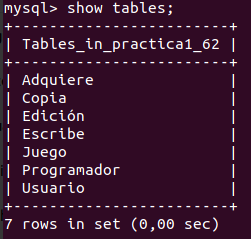 mysql> show tables;
+-----------------------+
| Tables_in_practica1_62 |
+-----------------------+
| Adquiere |
| Copia |
| Edición |
| Escribe |
| Juego |
| Programador |
| Usuario |
+-----------------------+
7 rows in set (0,00 sec)